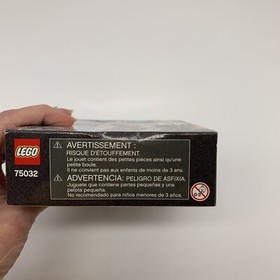 LEGO
75032
AVERTISSEMENT :
RISQUE D'ÉTOUFFEMENT.
Le jouet contient des petites pièces ainsi qu'une
petite boule.
Il ne convient pas aux enfants de moins de 3 ans.
ADVERTENCIA: PELIGRO DE ASFIXIA,
Juguete que contiene partes pequeñas y una
pelota pequeña.
No recomendado para niños menores de 3 años.
0-3